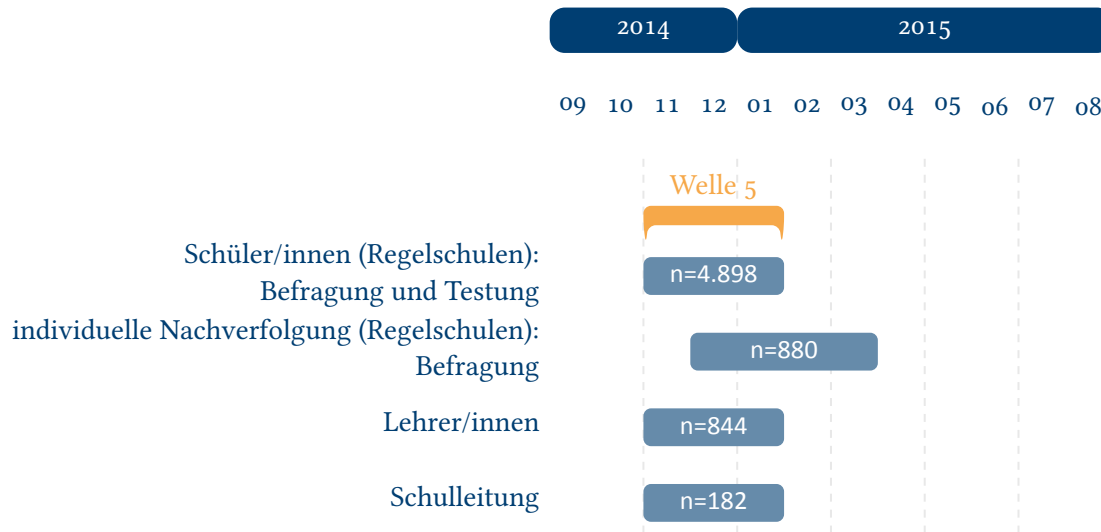 2014 2015
09 10 11 12 01 02 03 04 05 06 07 08
Welle 5
Schüler/innen (Regelschulen):
Befragung und Testung
n=4.898
individuelle Nachverfolgung (Regelschulen):
Befragung
n=880
Lehrer/innen n=844
Schulleitung n=182